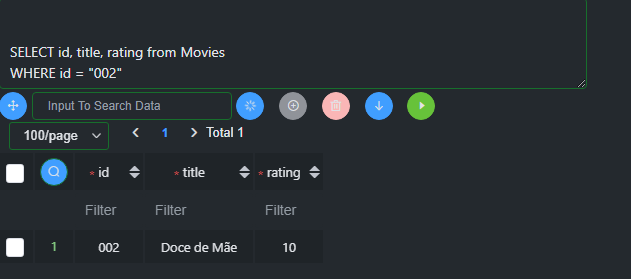 SELECT id, title, rating from Movies
WHERE id = "002"
Input To Search Data
100/page 1 Total 1
* id * title * rating
Filter Filter Filter
1 002 Doce de Mãe 10